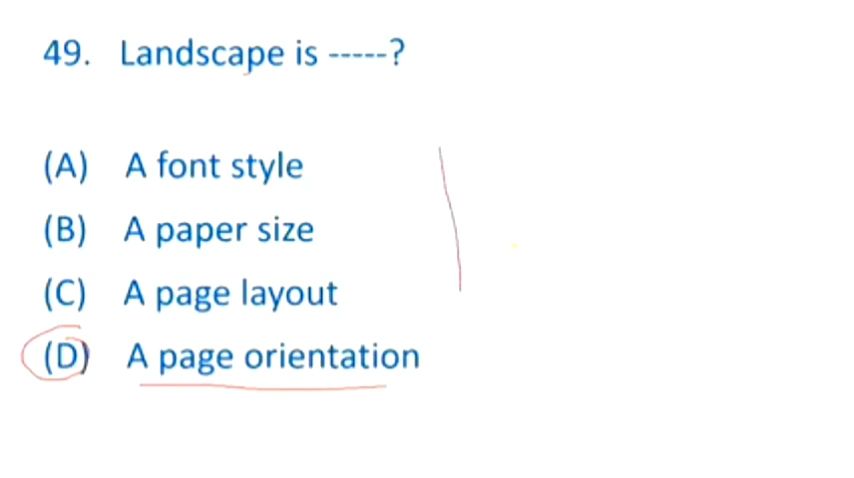 49. Landscape is -----?
(A) A font style
(B) A paper size
(C) A page layout
(D) A page orientation